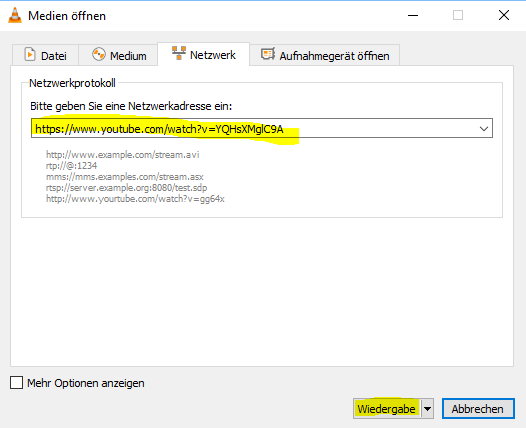 Medien öffnen
Datei
Medium
Netzwerk
Aufnahmegerät öffnen
Netzwerkprotokoll
Bitte geben Sie eine Netzwerkadresse ein:
https://www.youtube.com/watch?v=YQHsXMglC9A
http://www.example.com/stream.avi
rtp://@:1234
mms://mms.examples.com/stream.asx
rtsp://server.example.org:8080/test.sdp
http://www.youtube.com/watch?v=gg64x
Mehr Optionen anzeigen
Wiedergabe
Abbrechen